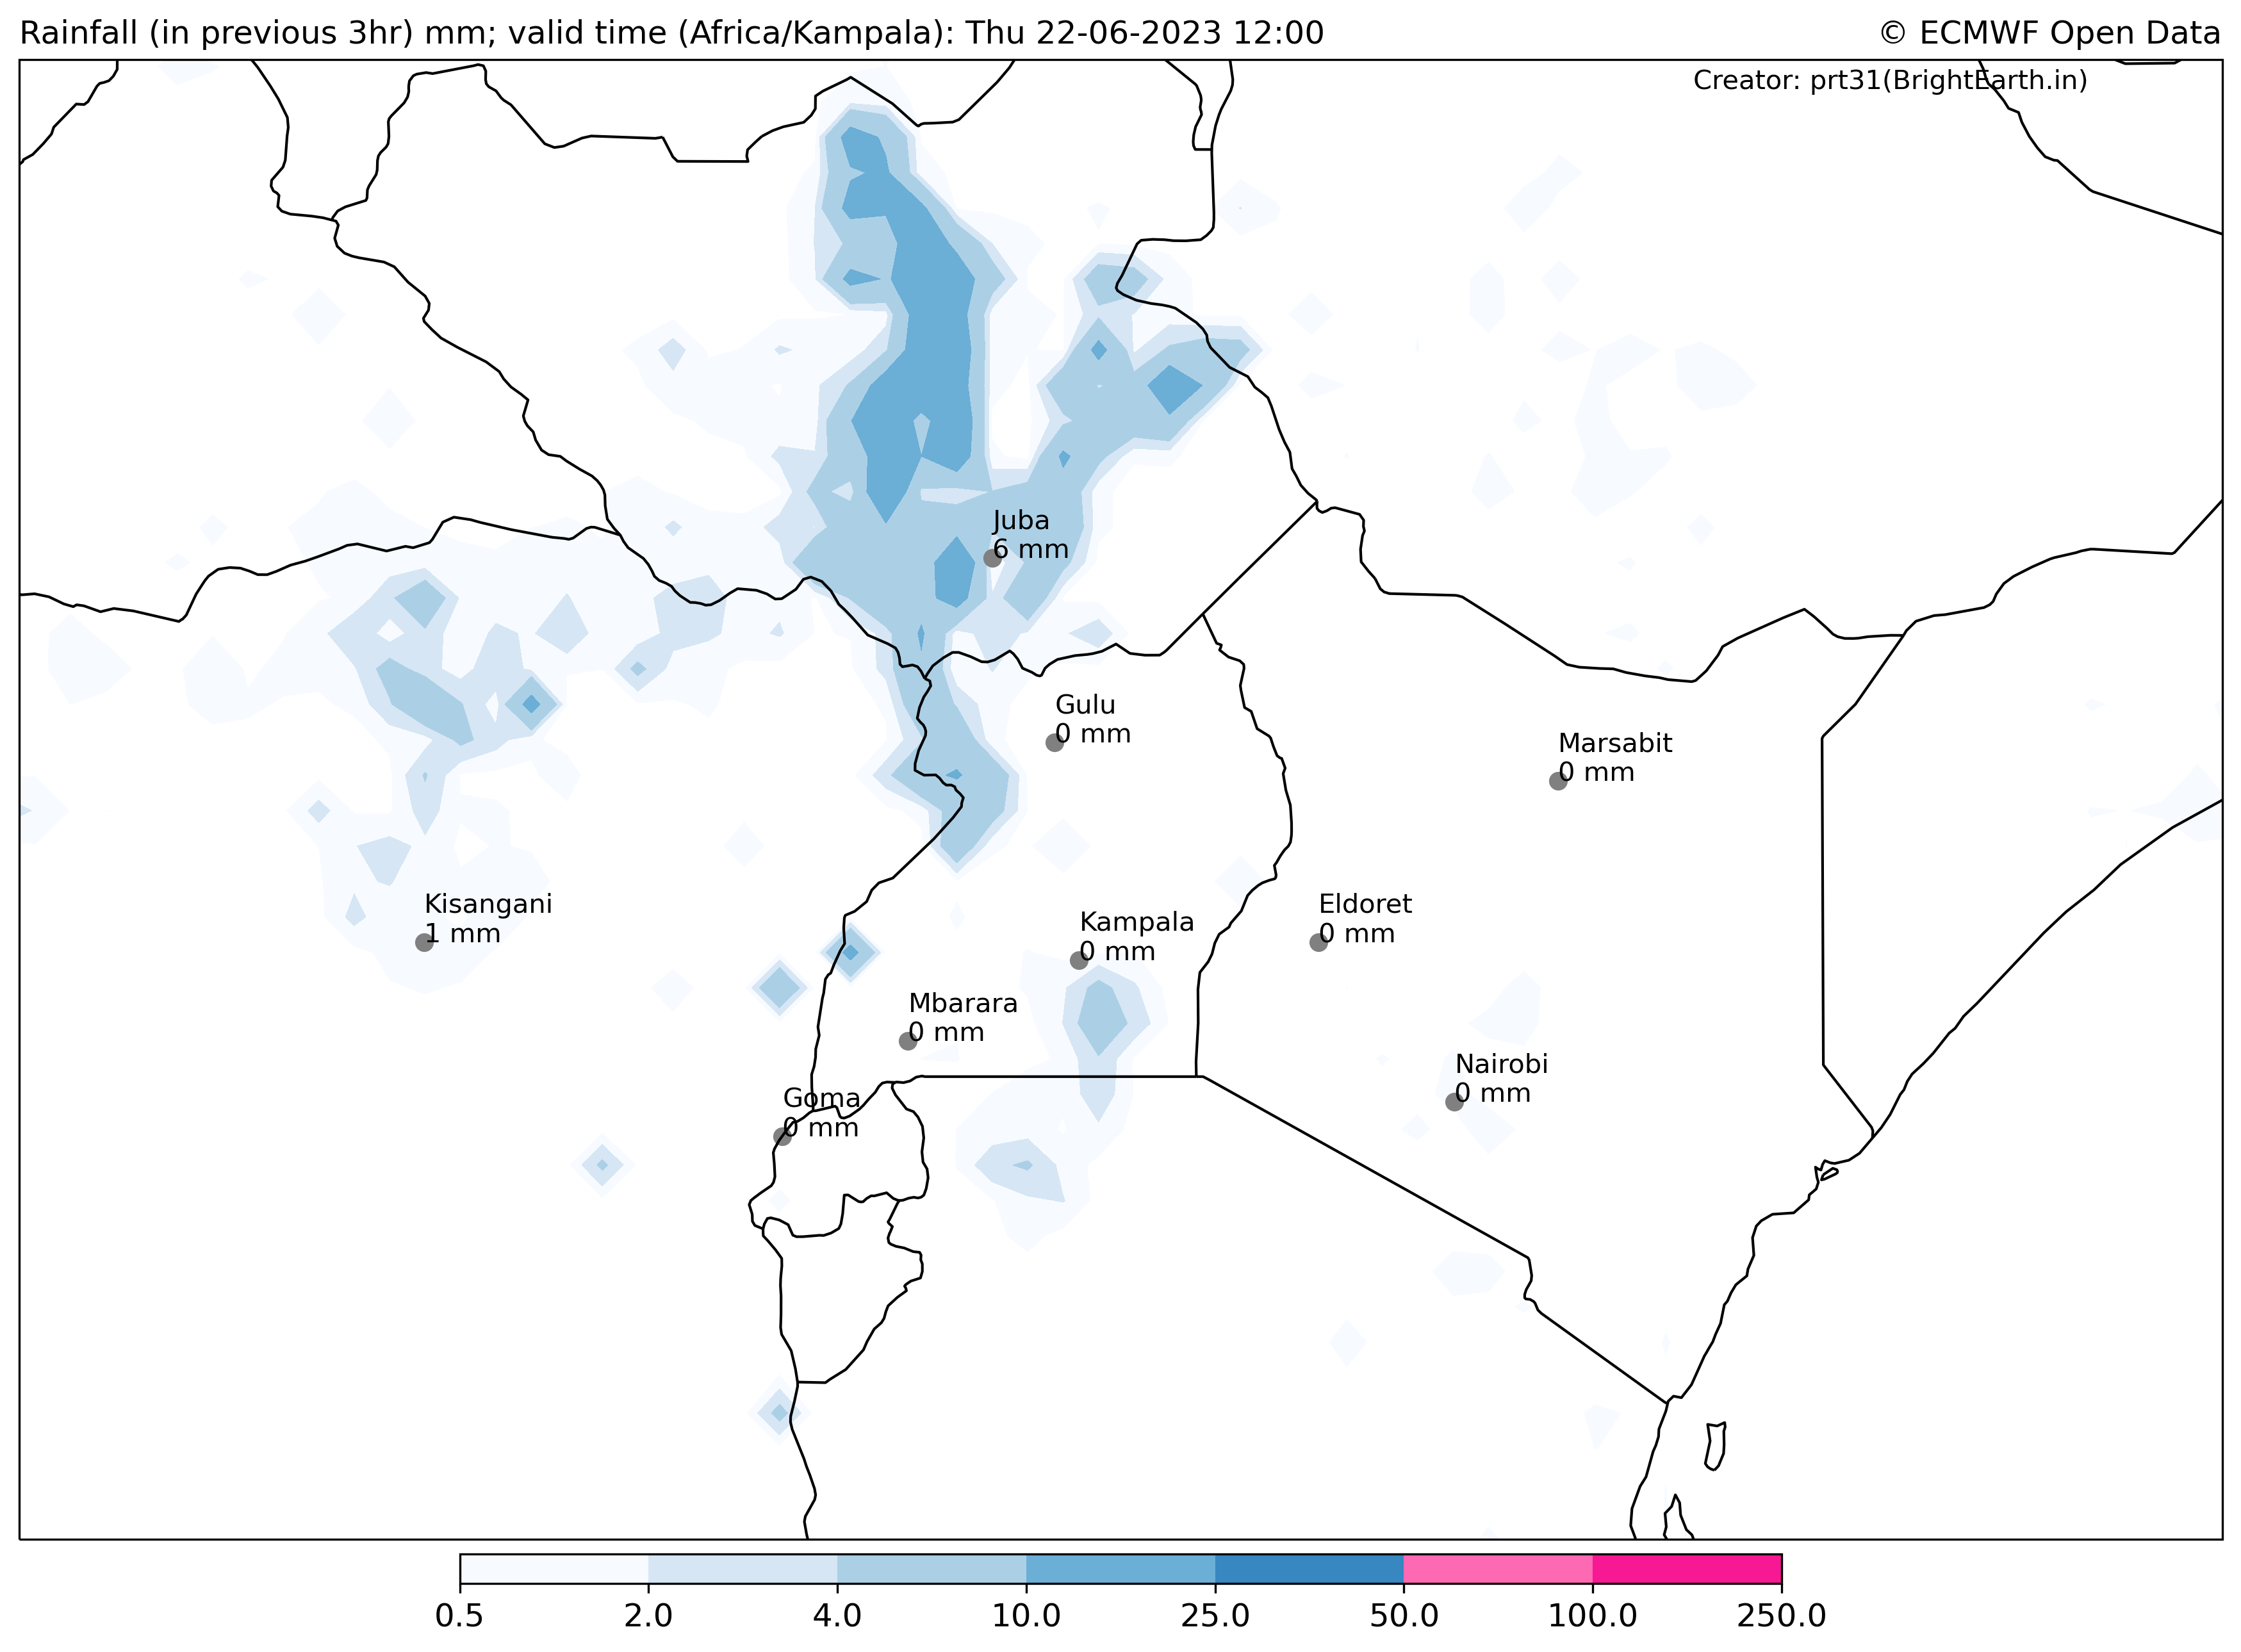 Rainfall (in previous 3hr) mm; valid time (Africa/Kampala): Thu 22-06-2023 12:00
© ECMWF Open Data
Creator: prt31(BrightEarth.in)
Juba
6 mm
Gulu
0 mm
Marsabit
0 mm
Kisangani
1 mm
Kampala
0 mm
Eldoret
0 mm
Mbarara
0 mm
Nairobi
0 mm
Goma
0 mm
0.5 2.0 4.0 10.0 25.0 50.0 100.0 250.0